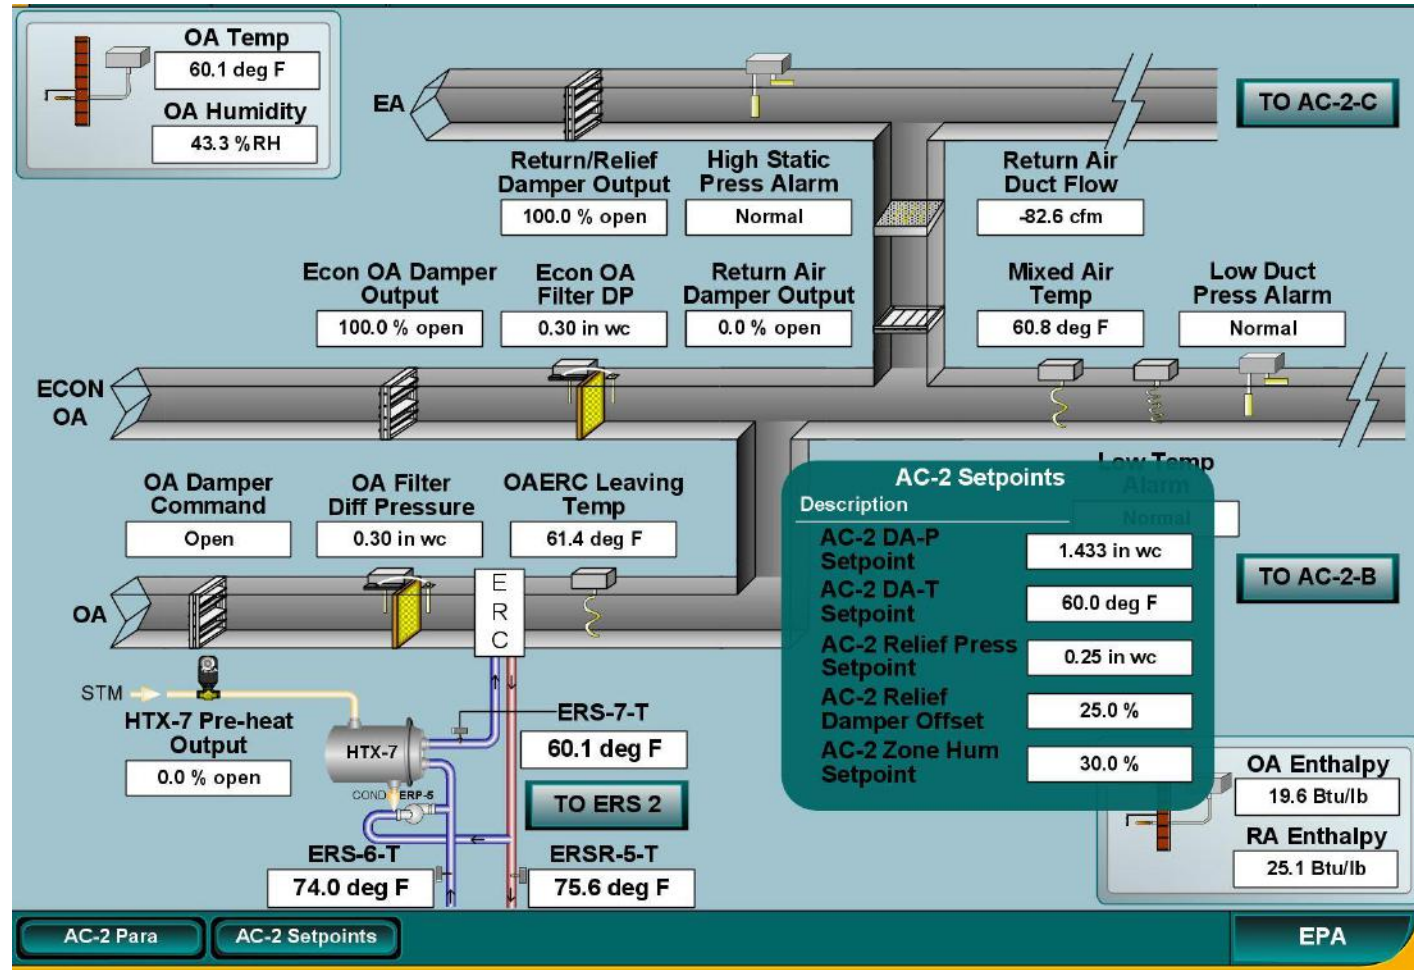 OA Temp
60.1 deg F
OA Humidity
43.3 %RH
EA
TO AC-2-C
Return/Relief
Damper Output
100.0 % open
High Static
Press Alarm
Normal
Return Air
Duct Flow
-82.6 cfm
Econ OA Damper
Output
100.0 % open
Econ OA
Filter DP
0.30 in wc
Return Air
Damper Output
0.0 % open
Mixed Air
Temp
60.8 deg F
Low Duct
Press Alarm
Normal
ECON
OA
OA Damper
Command
Open
OA Filter
Diff Pressure
0.30 in wc
OAERC Leaving
Temp
61.4 deg F
Low Temp
Alarm
Normal
AC-2 Setpoints
Description
AC-2 DA-P
Setpoint
1.433 in wc
AC-2 DA-T
Setpoint
60.0 deg F
AC-2 Relief Press
Setpoint
0.25 in wc
AC-2 Relief
Damper Offset
25.0 %
AC-2 Zone Hum
Setpoint
30.0 %
TO AC-2-B
OA
E
R
C
STM
HTX-7 Pre-heat
Output
0.0 % open
HTX-7
COND
ERP-5
ERS-7-T
60.1 deg F
TO ERS 2
ERS-6-T
74.0 deg F
ERSR-5-T
75.6 deg F
OA Enthalpy
19.6 Btu/lb
RA Enthalpy
25.1 Btu/lb
AC-2 Para
AC-2 Setpoints
EPA